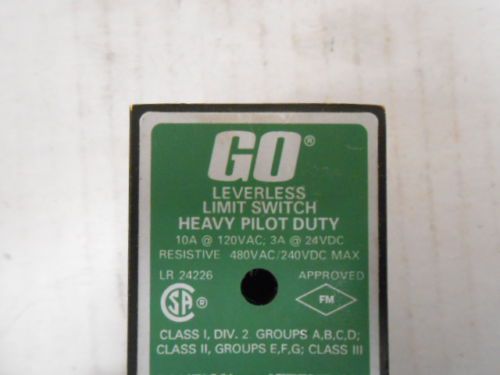 GO®
LEVERLESS
LIMIT SWITCH
HEAVY PILOT DUTY
10A @ 120VAC; 3A @ 24VDC
RESISTIVE 480VAC/240VDC MAX
LR 24226 APPROVED
SA ® FM
CLASS I, DIV. 2 GROUPS A,B,C,D;
CLASS II, GROUPS E,F,G; CLASS III